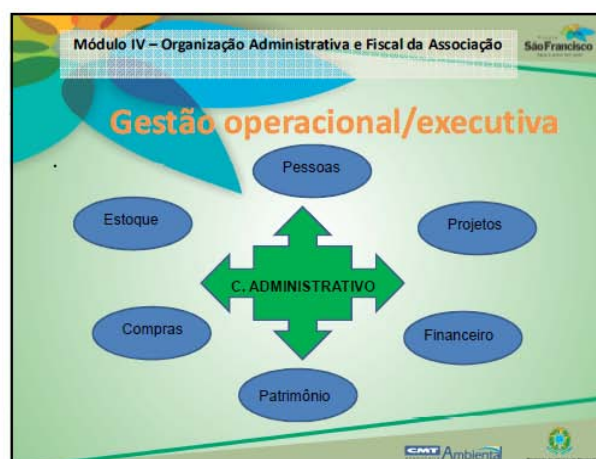 Módulo IV – Organização Administrativa e Fiscal da Associação
São Francisco
Gestão operacional/executiva
Pessoas
Estoque
Projetos
C. ADMINISTRATIVO
Compras
Financeiro
Patrimônio
CMT Ambiental